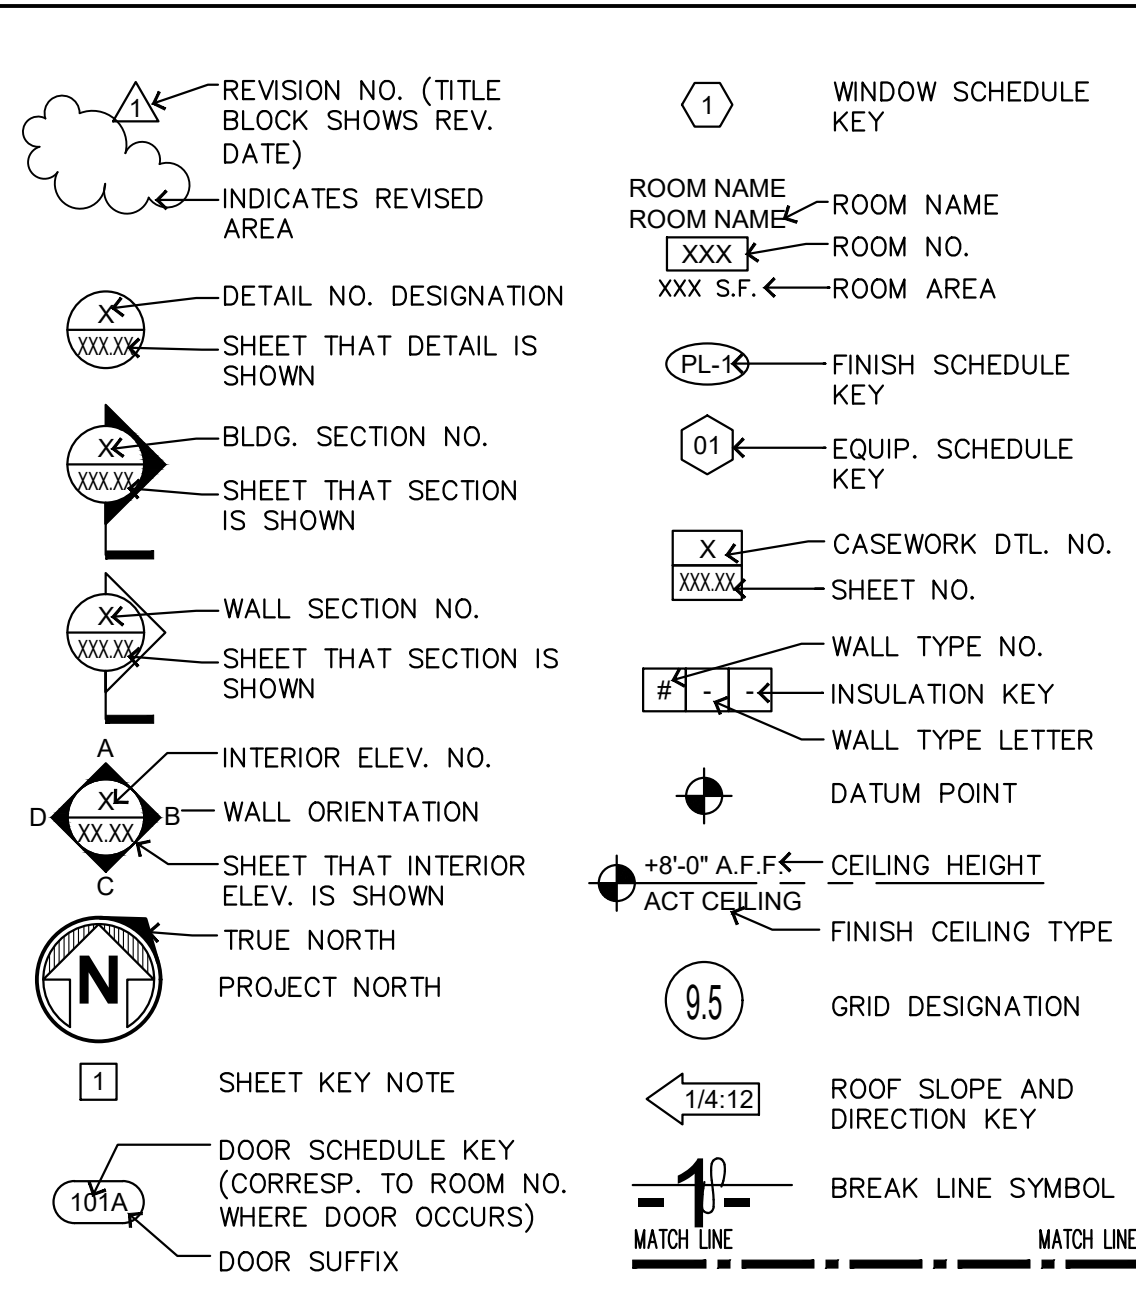 1
REVISION NO. (TITLE
BLOCK SHOWS REV.
DATE)
INDICATES REVISED
AREA
X
XXX.XX
DETAIL NO. DESIGNATION
SHEET THAT DETAIL IS
SHOWN
X
XXX.XX
BLDG. SECTION NO.
SHEET THAT SECTION
IS SHOWN
X
XXX.XX
WALL SECTION NO.
SHEET THAT SECTION IS
SHOWN
A
D
X
XX.XX
B
C
INTERIOR ELEV. NO.
WALL ORIENTATION
SHEET THAT INTERIOR
ELEV. IS SHOWN
N
TRUE NORTH
PROJECT NORTH
1
SHEET KEY NOTE
101A
DOOR SCHEDULE KEY
(CORRESP. TO ROOM NO.
WHERE DOOR OCCURS)
DOOR SUFFIX
1
WINDOW SCHEDULE
KEY
ROOM NAME
ROOM NAME
XXX
XXX S.F.
ROOM NAME
ROOM NO.
ROOM AREA
PL-1
FINISH SCHEDULE
KEY
01
EQUIP. SCHEDULE
KEY
X
XXX.XX
CASEWORK DTL. NO.
SHEET NO.
# - -
WALL TYPE NO.
INSULATION KEY
WALL TYPE LETTER
DATUM POINT
+8'-0" A.F.F.
ACT CEILING
CEILING HEIGHT
FINISH CEILING TYPE
9.5
GRID DESIGNATION
1/4:12
ROOF SLOPE AND
DIRECTION KEY
1
BREAK LINE SYMBOL
MATCH LINE
MATCH LINE